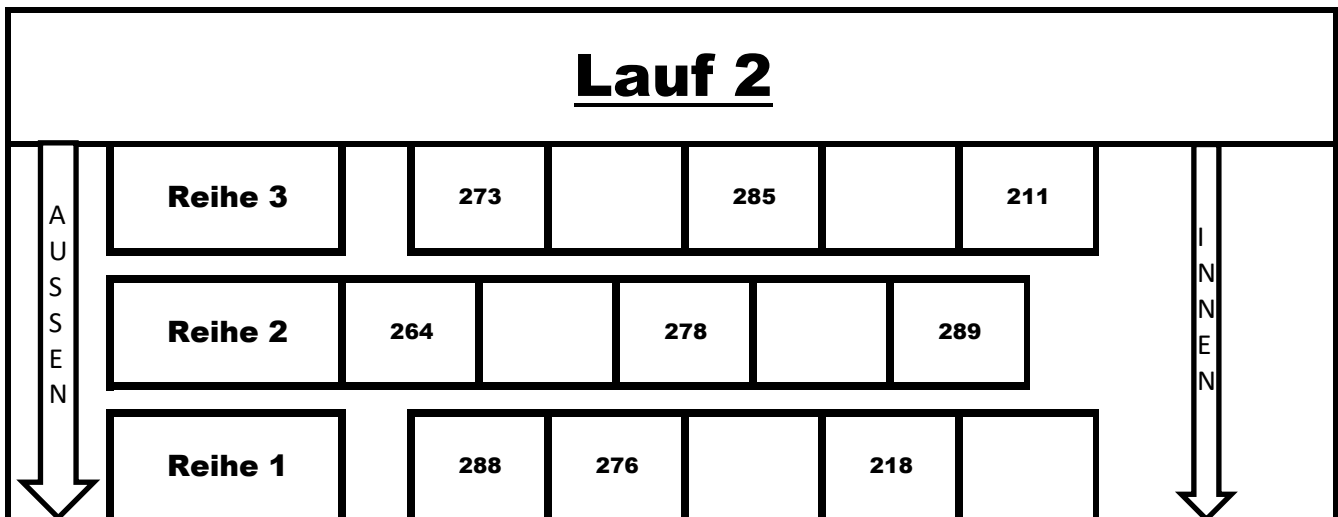 Lauf 2
AUSSEN
INNEN
Reihe 3 273 285 211
Reihe 2 264 278 289
Reihe 1 288 276 218